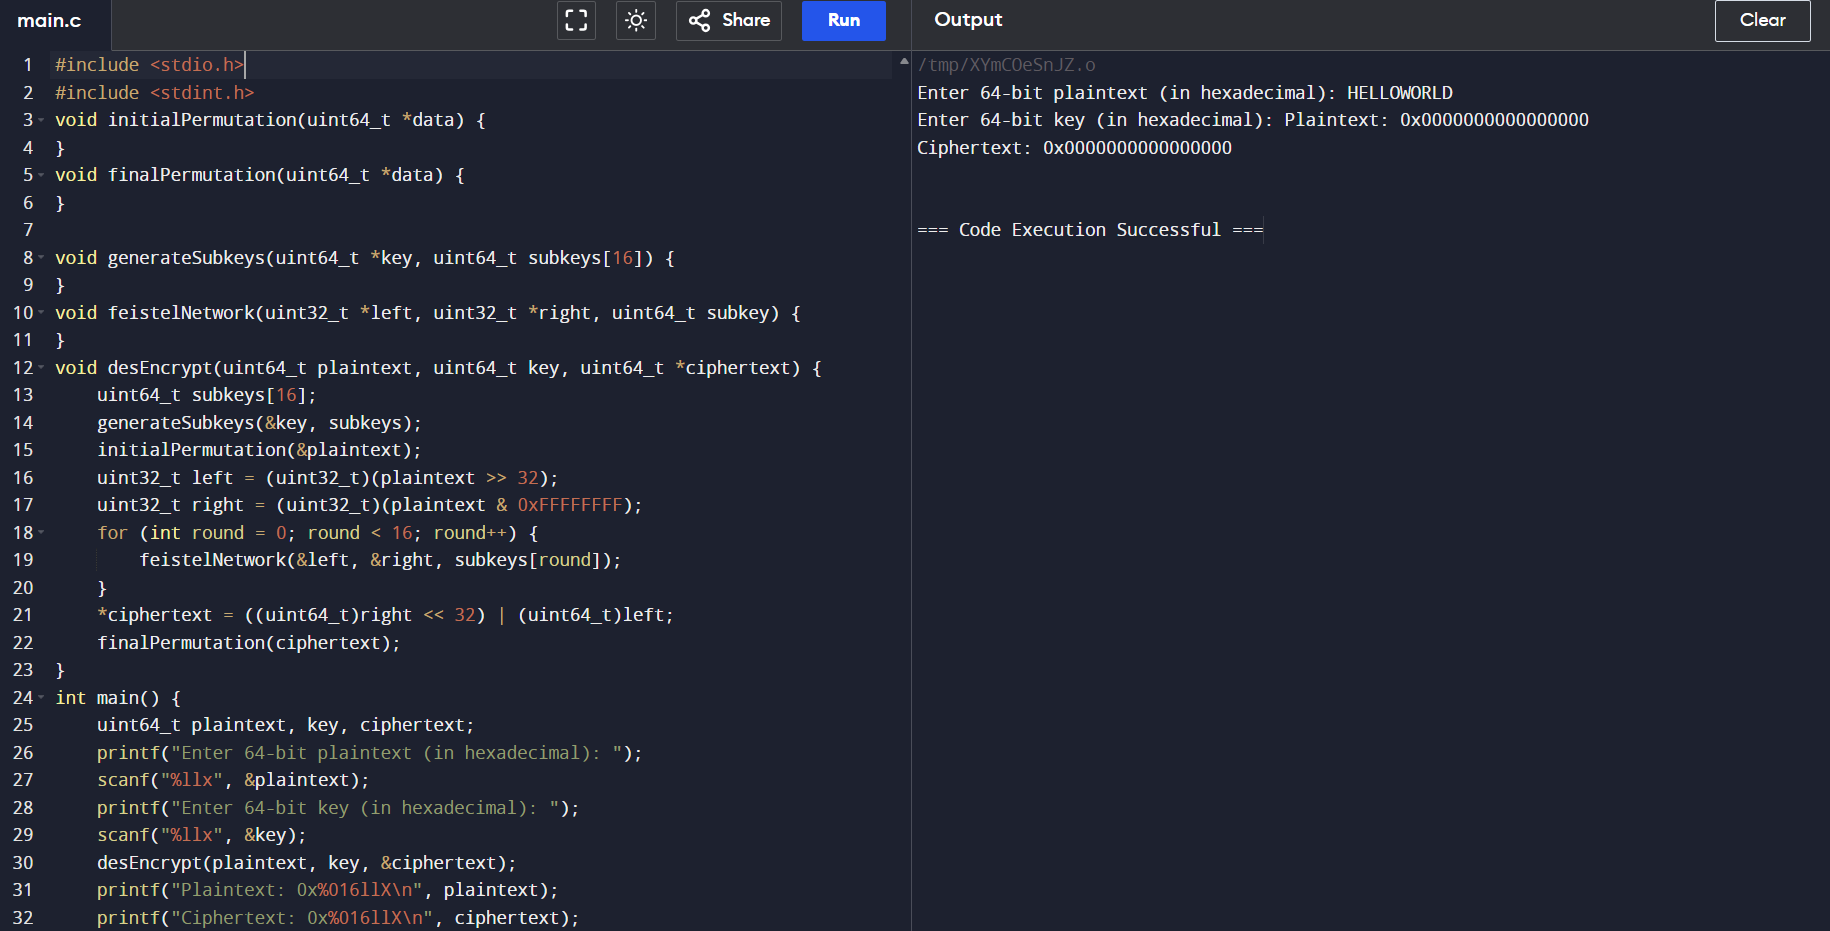 main.c
Share
Run
Output
Clear
1 #include <stdio.h>
2 #include <stdint.h>
3 void initialPermutation(uint64_t *data) {
4 }
5 void finalPermutation(uint64_t *data) {
6 }
7
8 void generateSubkeys(uint64_t *key, uint64_t subkeys[16]) {
9 }
10 void feistelNetwork(uint32_t *left, uint32_t *right, uint64_t subkey) {
11 }
12 void desEncrypt(uint64_t plaintext, uint64_t key, uint64_t *ciphertext) {
13     uint64_t subkeys[16];
14     generateSubkeys(&key, subkeys);
15     initialPermutation(&plaintext);
16     uint32_t left = (uint32_t)(plaintext >> 32);
17     uint32_t right = (uint32_t)(plaintext & 0xFFFFFFFF);
18     for (int round = 0; round < 16; round++) {
19         feistelNetwork(&left, &right, subkeys[round]);
20     }
21     *ciphertext = ((uint64_t)right << 32) | (uint64_t)left;
22     finalPermutation(ciphertext);
23 }
24 int main() {
25     uint64_t plaintext, key, ciphertext;
26     printf("Enter 64-bit plaintext (in hexadecimal): ");
27     scanf("%llx", &plaintext);
28     printf("Enter 64-bit key (in hexadecimal): ");
29     scanf("%llx", &key);
30     desEncrypt(plaintext, key, &ciphertext);
31     printf("Plaintext: 0x%016llX\n", plaintext);
32     printf("Ciphertext: 0x%016llX\n", ciphertext);
/tmp/XYmCOeSnJZ.o
Enter 64-bit plaintext (in hexadecimal): HELLOWORLD
Enter 64-bit key (in hexadecimal): Plaintext: 0x0000000000000000
Ciphertext: 0x0000000000000000
=== Code Execution Successful ===